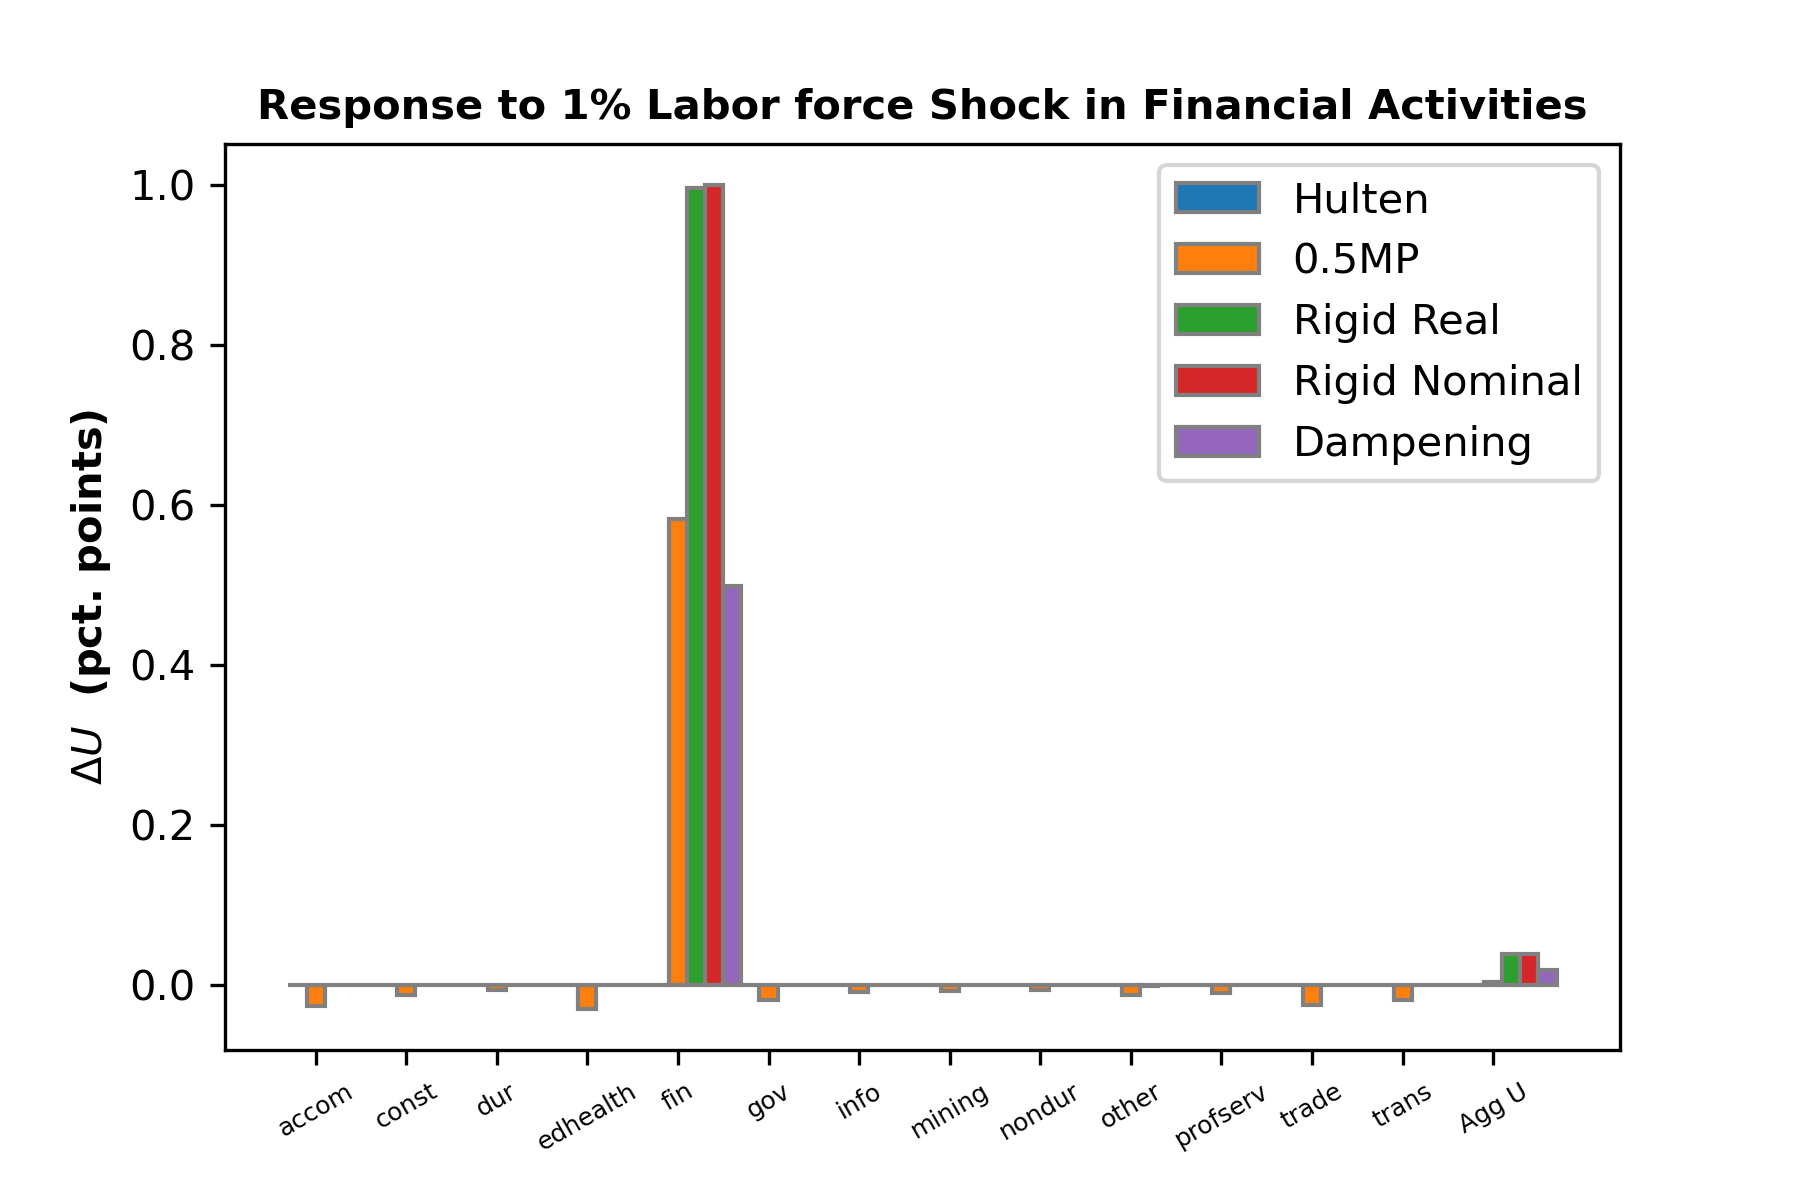 Response to 1% Labor force Shock in Financial Activities
ΔU (pct. points)
1.0
0.8
0.6
0.4
0.2
0.0
Hulten
0.5MP
Rigid Real
Rigid Nominal
Dampening
accom
const
dur
edhealth
fin
gov
info
mining
nondur
other
profserv
trade
trans
Agg U